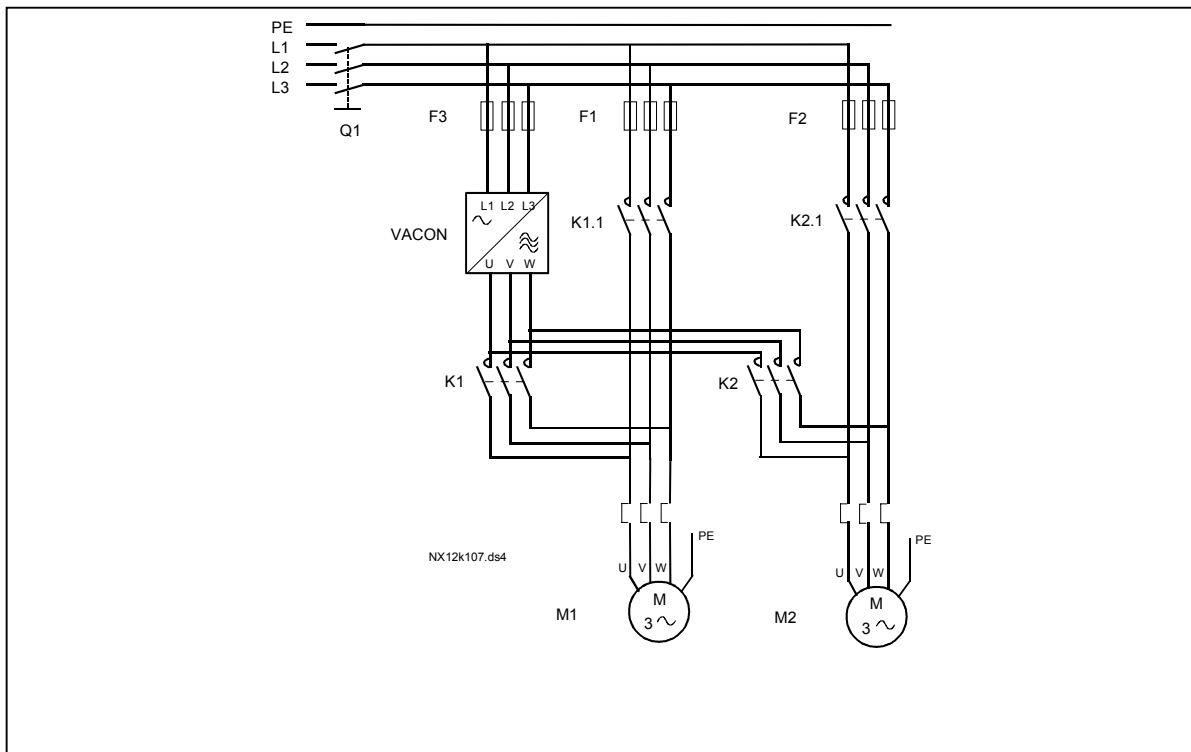 PE
L1
L2
L3
Q1
F3
F1
F2
L1 L2 L3
VACON
U V W
K1.1
K2.1
K1
K2
NX12k107.ds4
PE
PE
U V W
U V W
M1
M
3
M2
M
3